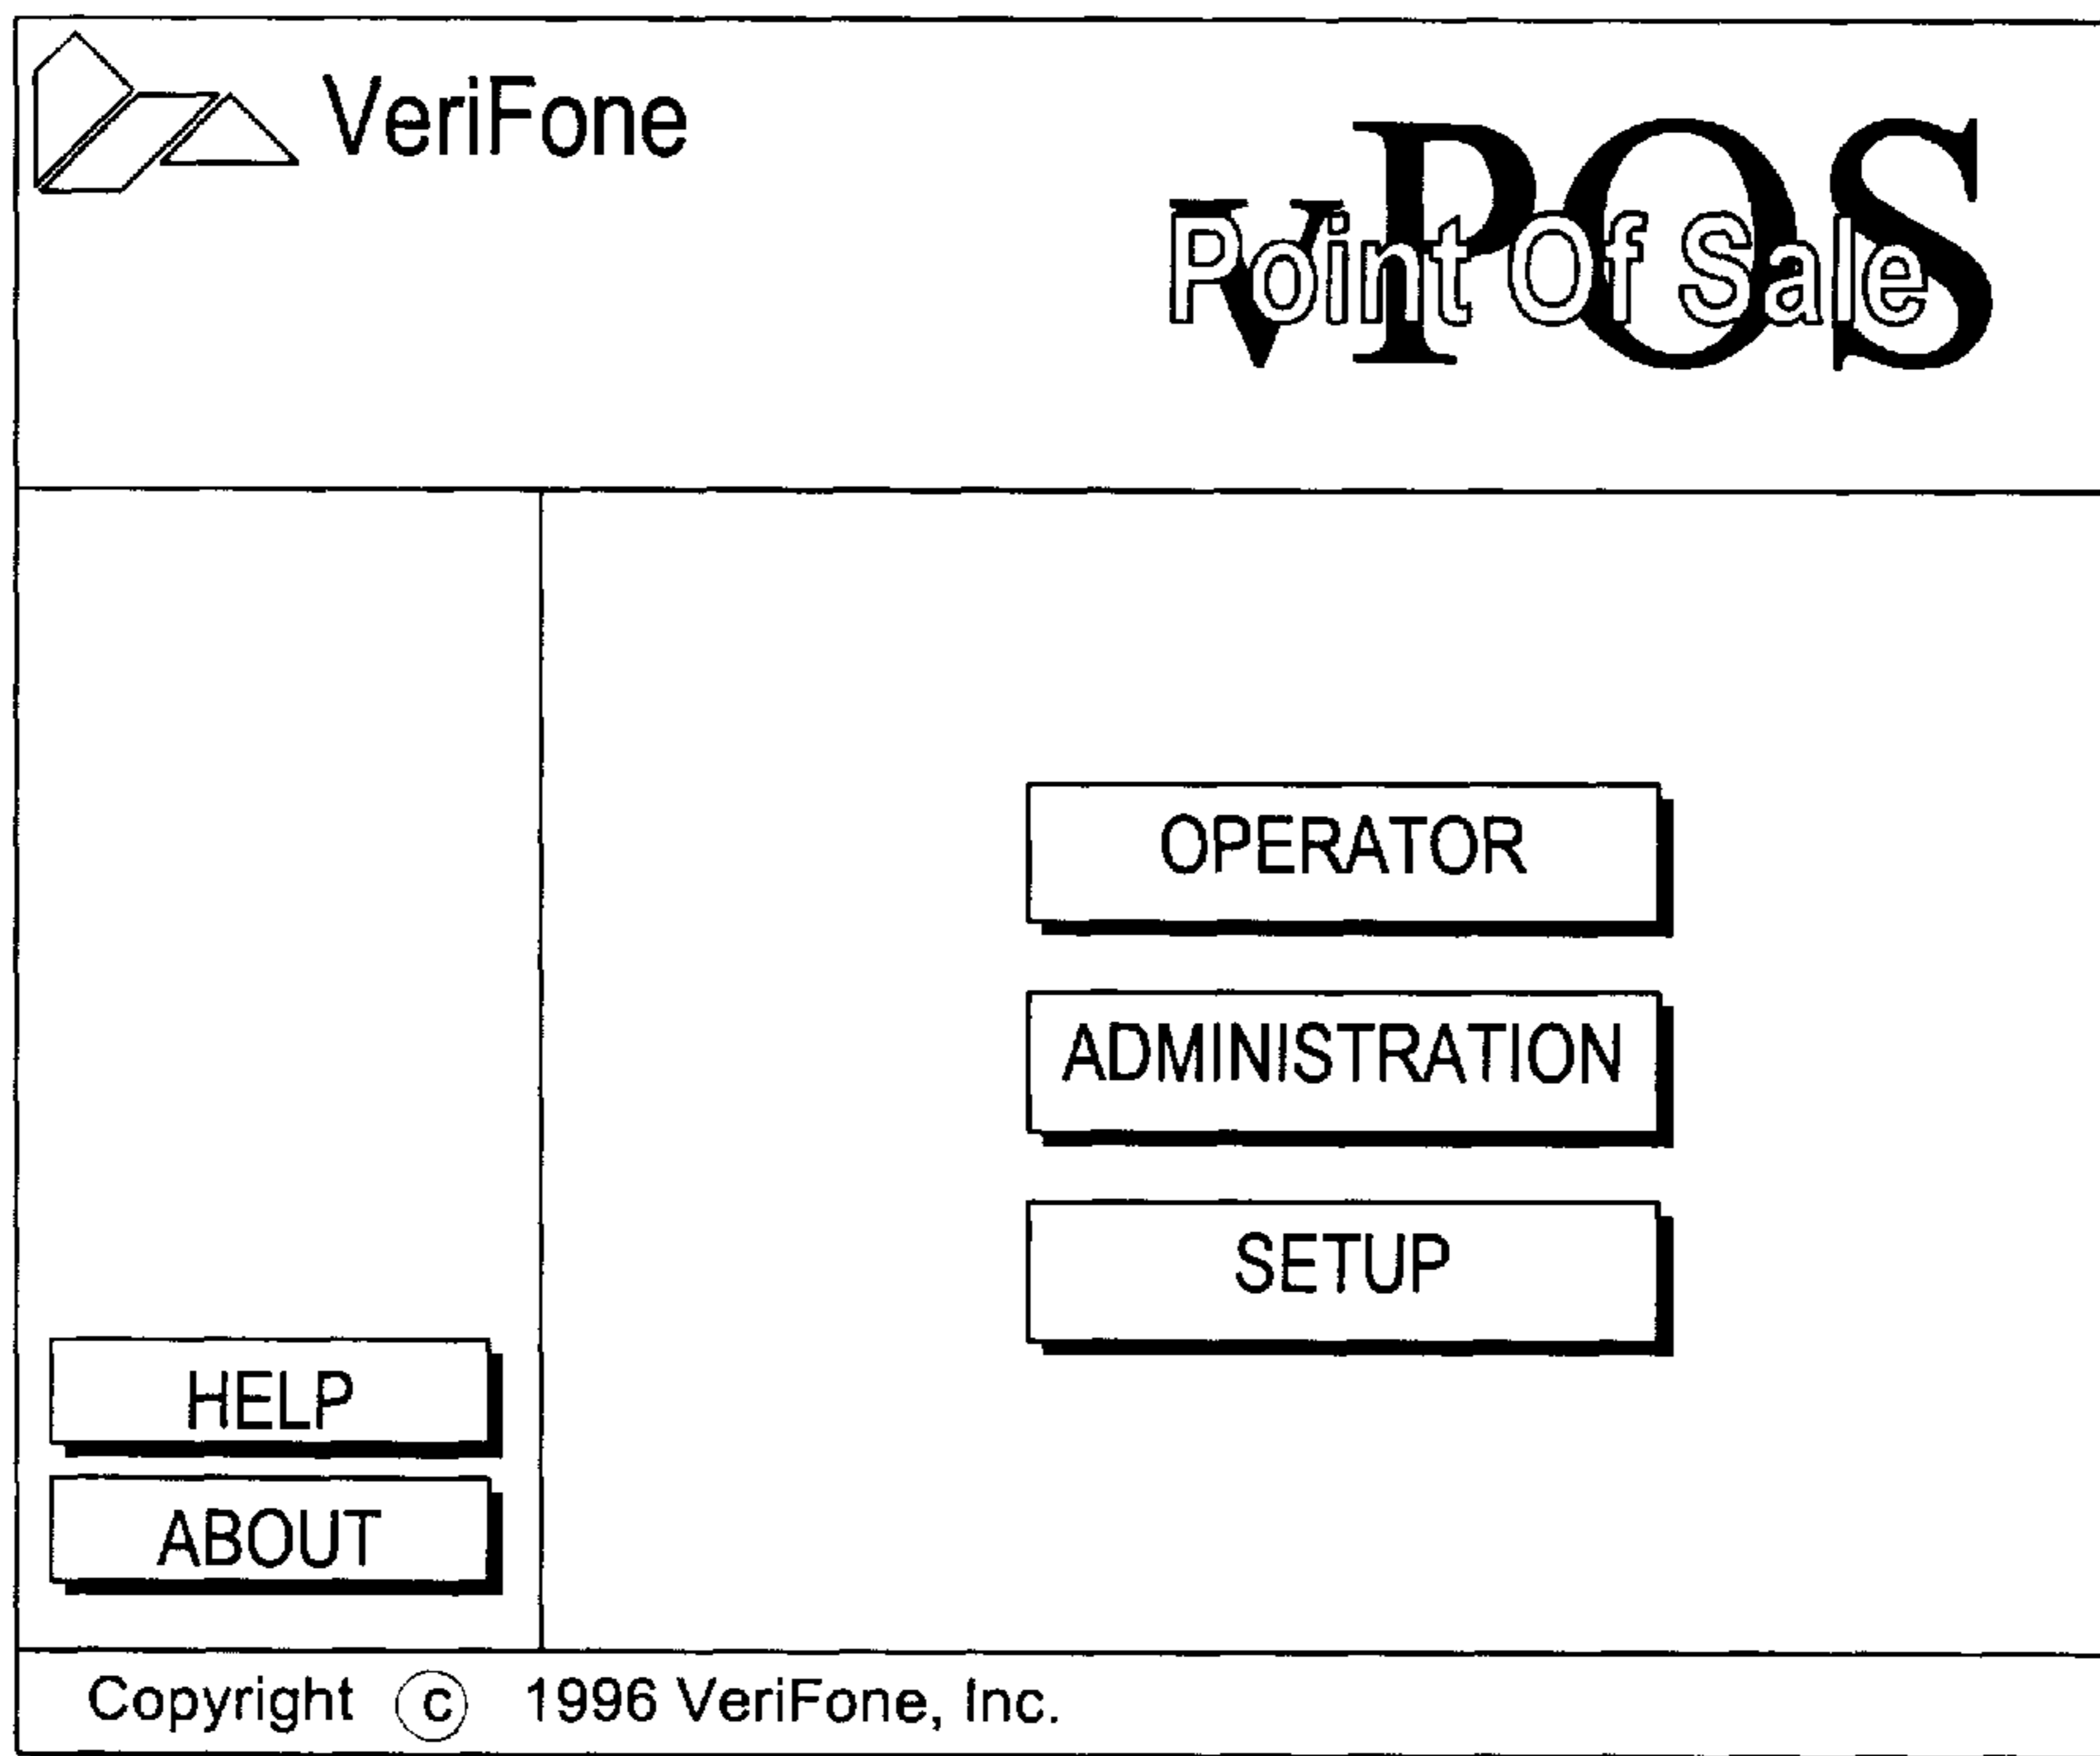 VeriFone
vPOS
Point Of Sale
OPERATOR
ADMINISTRATION
SETUP
HELP
ABOUT
Copyright © 1996 VeriFone, Inc.